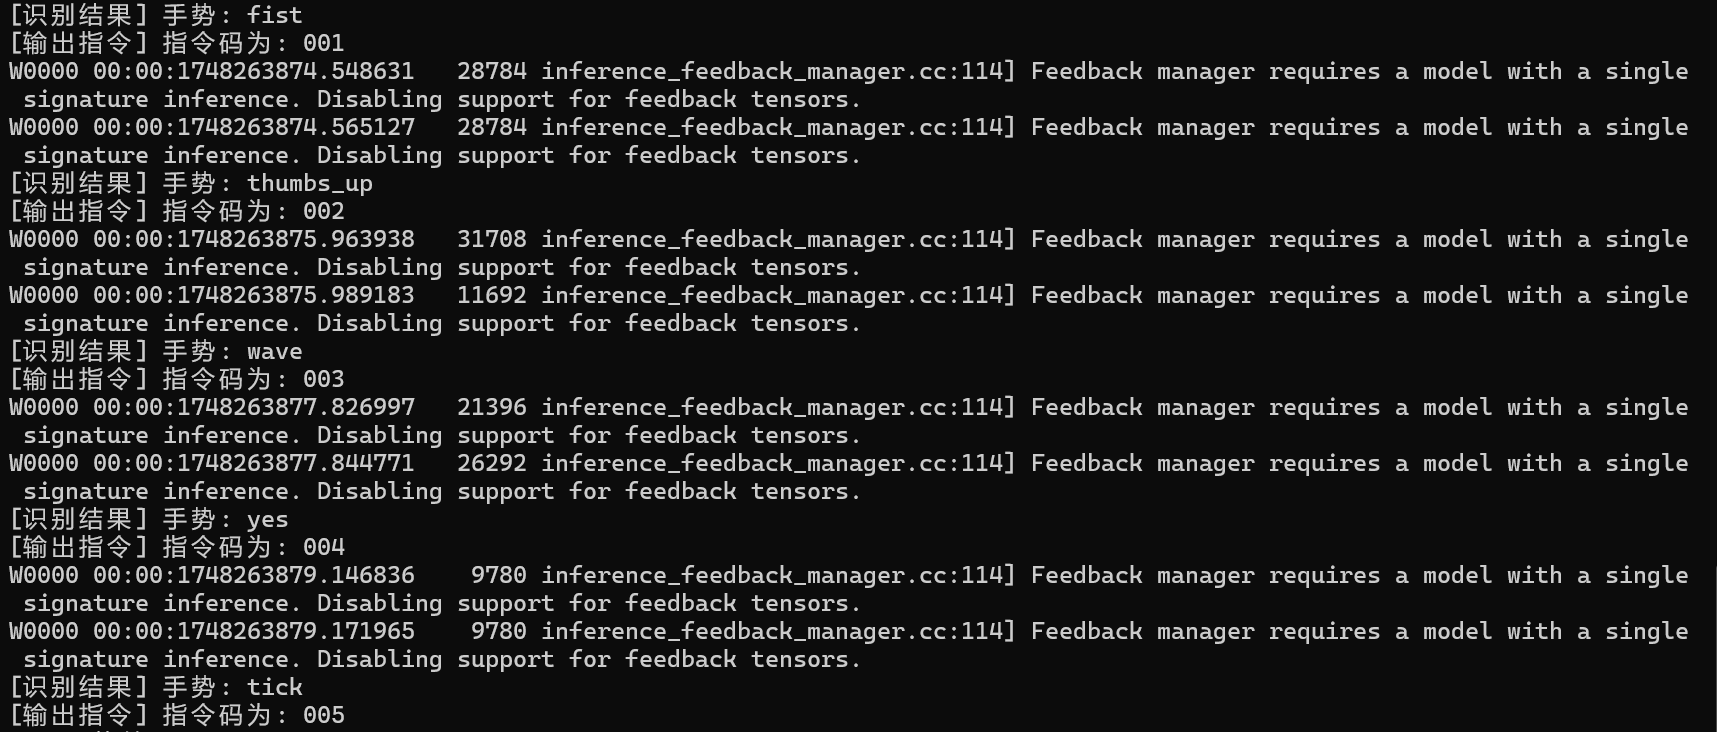 [识别结果] 手势: fist
[输出指令] 指令码为: 001
W0000 00:00:1748263874.548631   28784 inference_feedback_manager.cc:114] Feedback manager requires a model with a single
 signature inference. Disabling support for feedback tensors.
W0000 00:00:1748263874.565127   28784 inference_feedback_manager.cc:114] Feedback manager requires a model with a single
 signature inference. Disabling support for feedback tensors.
[识别结果] 手势: thumbs_up
[输出指令] 指令码为: 002
W0000 00:00:1748263875.963938   31708 inference_feedback_manager.cc:114] Feedback manager requires a model with a single
 signature inference. Disabling support for feedback tensors.
W0000 00:00:1748263875.989183   11692 inference_feedback_manager.cc:114] Feedback manager requires a model with a single
 signature inference. Disabling support for feedback tensors.
[识别结果] 手势: wave
[输出指令] 指令码为: 003
W0000 00:00:1748263877.826997   21396 inference_feedback_manager.cc:114] Feedback manager requires a model with a single
 signature inference. Disabling support for feedback tensors.
W0000 00:00:1748263877.844771   26292 inference_feedback_manager.cc:114] Feedback manager requires a model with a single
 signature inference. Disabling support for feedback tensors.
[识别结果] 手势: yes
[输出指令] 指令码为: 004
W0000 00:00:1748263879.146836    9780 inference_feedback_manager.cc:114] Feedback manager requires a model with a single
 signature inference. Disabling support for feedback tensors.
W0000 00:00:1748263879.171965    9780 inference_feedback_manager.cc:114] Feedback manager requires a model with a single
 signature inference. Disabling support for feedback tensors.
[识别结果] 手势: tick
[输出指令] 指令码为: 005